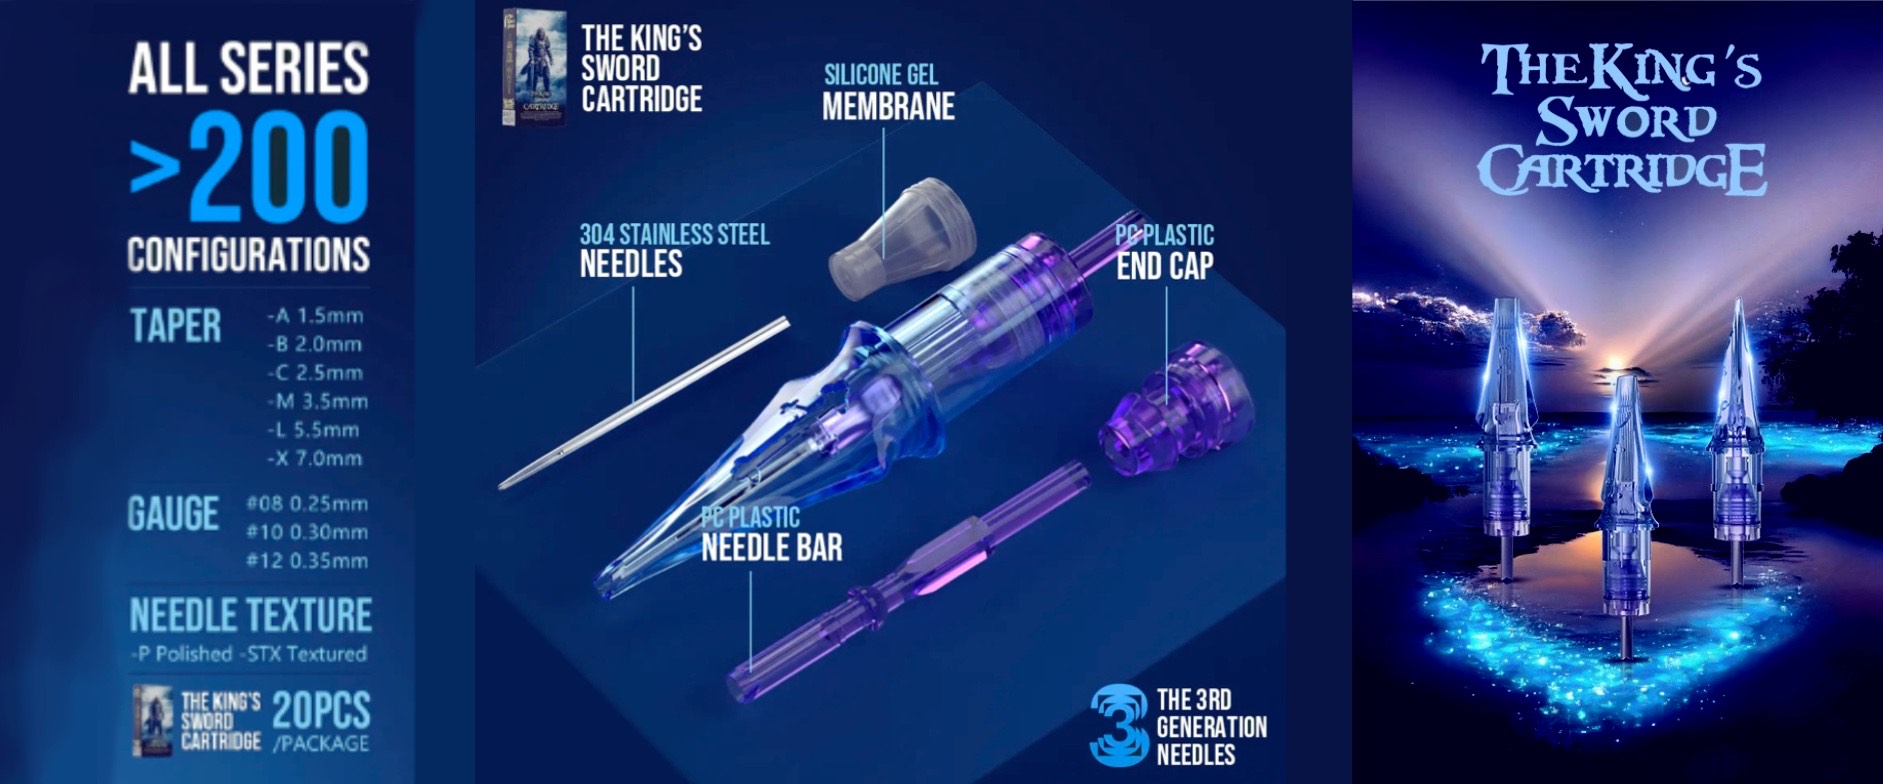 ALL SERIES
>200
CONFIGURATIONS
TAPER
-A 1.5mm
-B 2.0mm
-C 2.5mm
-M 3.5mm
-L 5.5mm
-X 7.0mm
GAUGE
#08 0.25mm
#10 0.30mm
#12 0.35mm
NEEDLE TEXTURE
-P Polished -STX Textured
THE KING'S
SWORD
CARTRIDGE
20PCS
/PACKAGE
THE KING'S
SWORD
CARTRIDGE
SILICONE GEL
MEMBRANE
304 STAINLESS STEEL
NEEDLES
PC PLASTIC
END CAP
PC PLASTIC
NEEDLE BAR
3
THE 3RD
GENERATION
NEEDLES
THE KING'S
SWORD
CARTRIDGE